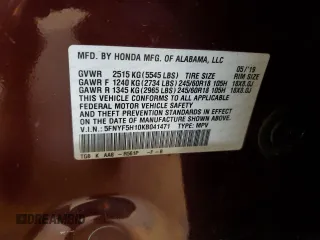 MFD. BY HONDA MFG. OF ALABAMA, LLC 05/'19
GVWR 2515 KG(5545 LBS) TIRE SIZE RIM SIZE
GAWR F 1240 KG(2734 LBS) 245/60R18 105H 18X8.0J
GAWR R 1345 KG(2965 LBS) 245/60R18 105H 18X8.0J
THIS VEHICLE CONFORMS TO ALL APPLICABLE
FEDERAL MOTOR VEHICLE SAFETY
AND THEFT PREVENTION STANDARDS IN EFFECT ON THE
DATE OF MANUFACTURE SHOWN ABOVE.
V.I.N: 5FNYF5H10KB041471 TYPE: MPV